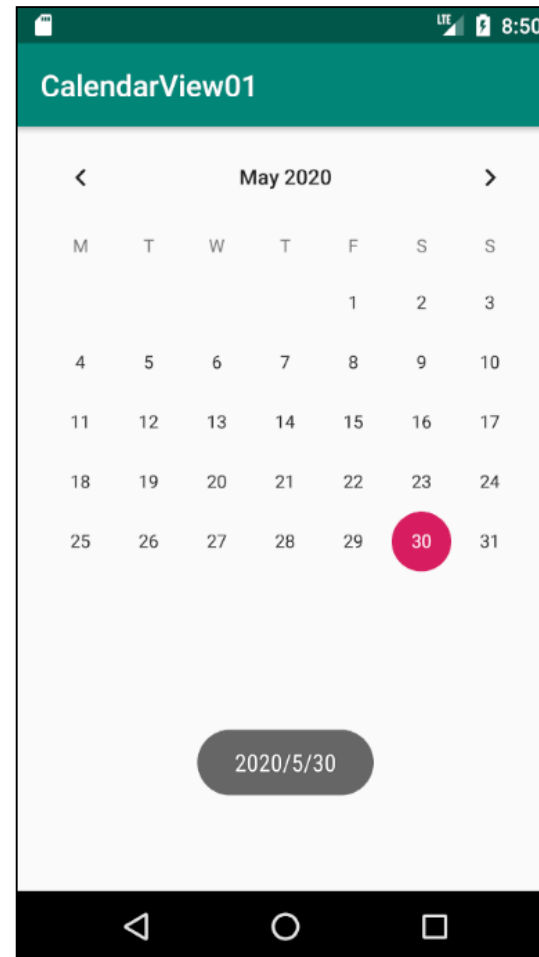 LTE 8:50
CalendarView01
May 2020
M T W T F S S
1 2 3
4 5 6 7 8 9 10
11 12 13 14 15 16 17
18 19 20 21 22 23 24
25 26 27 28 29 30 31
2020/5/30